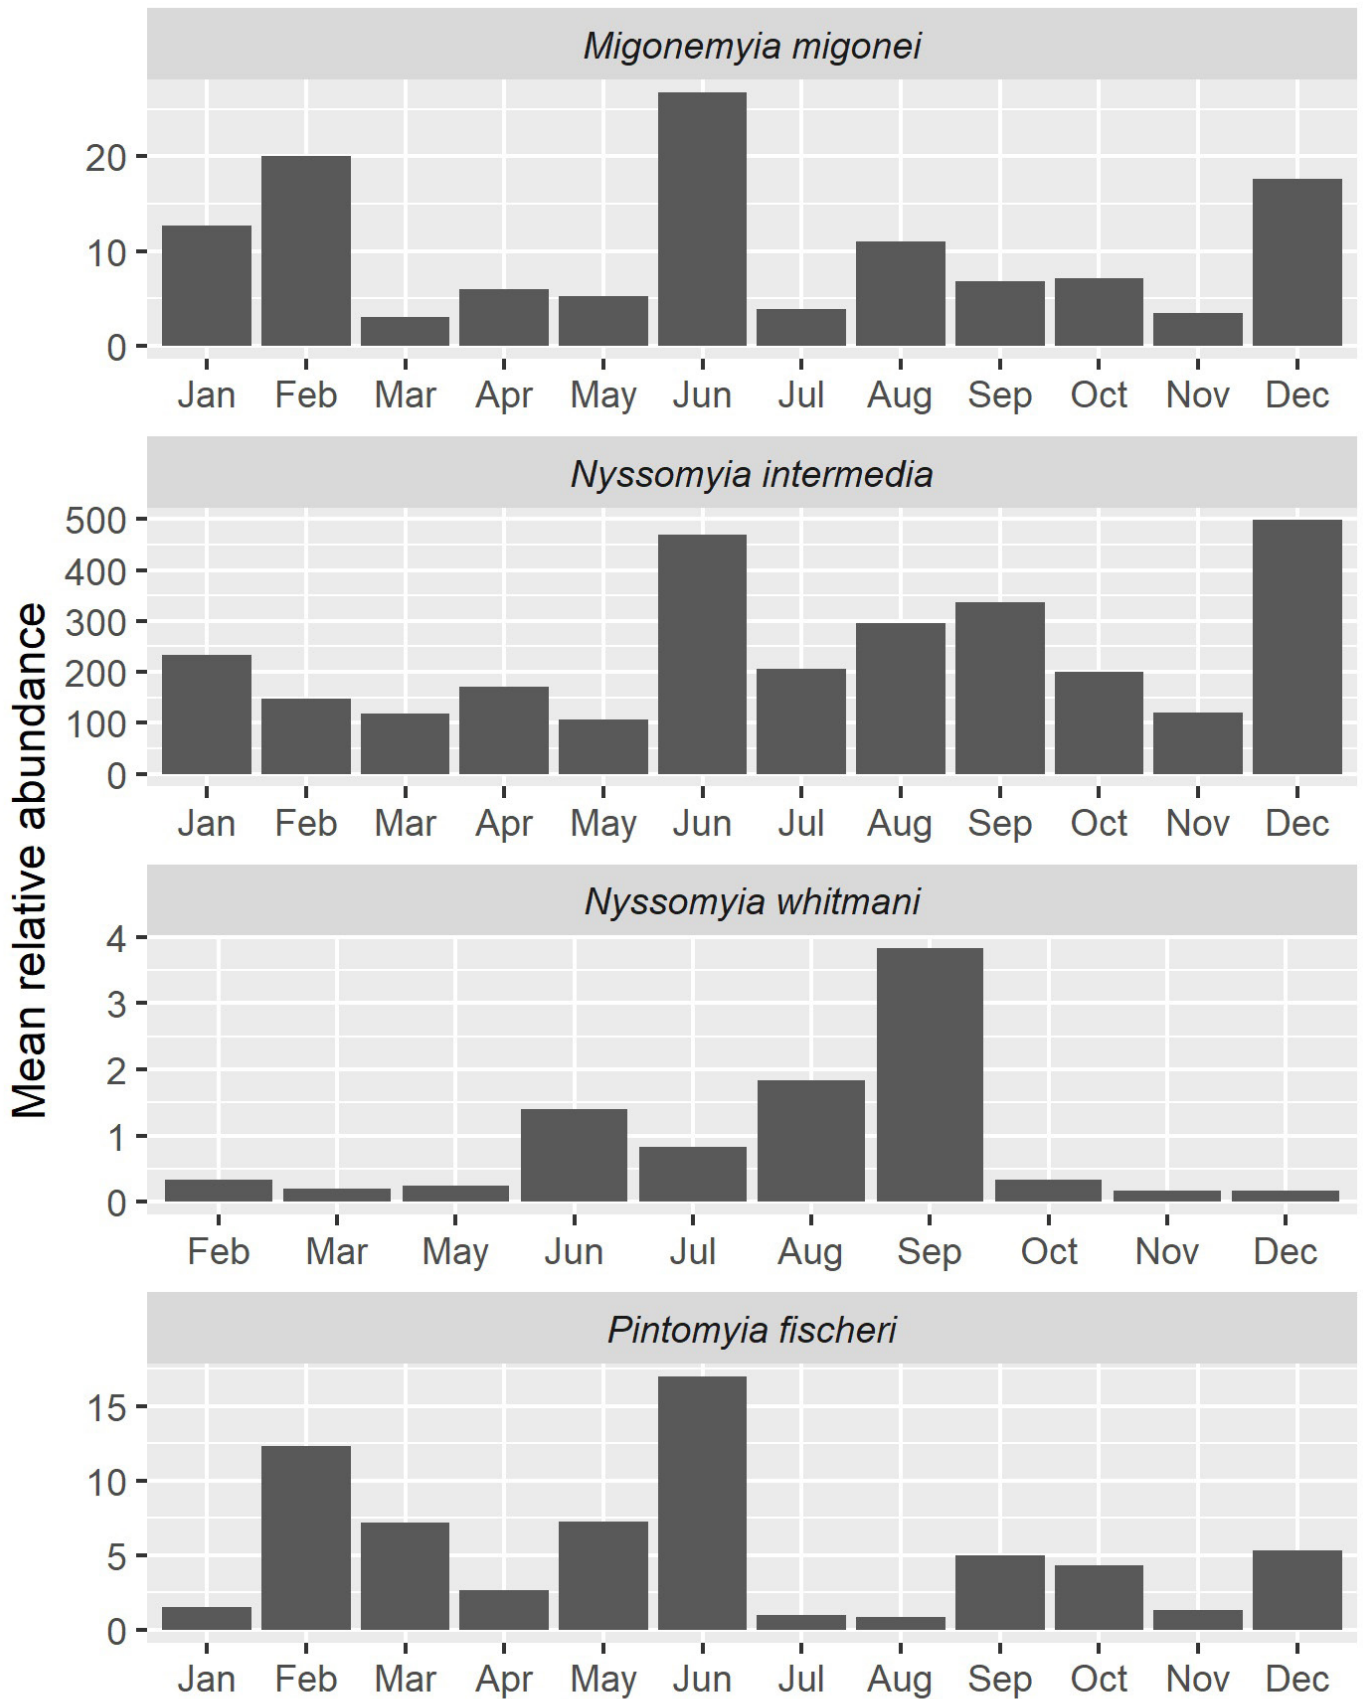 Migonemyia migonei
20
10
0
Jan Feb Mar Apr May Jun Jul Aug Sep Oct Nov Dec
Nyssomyia intermedia
500
400
300
200
100
0
Jan Feb Mar Apr May Jun Jul Aug Sep Oct Nov Dec
Mean relative abundance
Nyssomyia whitmani
4
3
2
1
0
Feb Mar May Jun Jul Aug Sep Oct Nov Dec
Pintomyia fischeri
15
10
5
0
Jan Feb Mar Apr May Jun Jul Aug Sep Oct Nov Dec